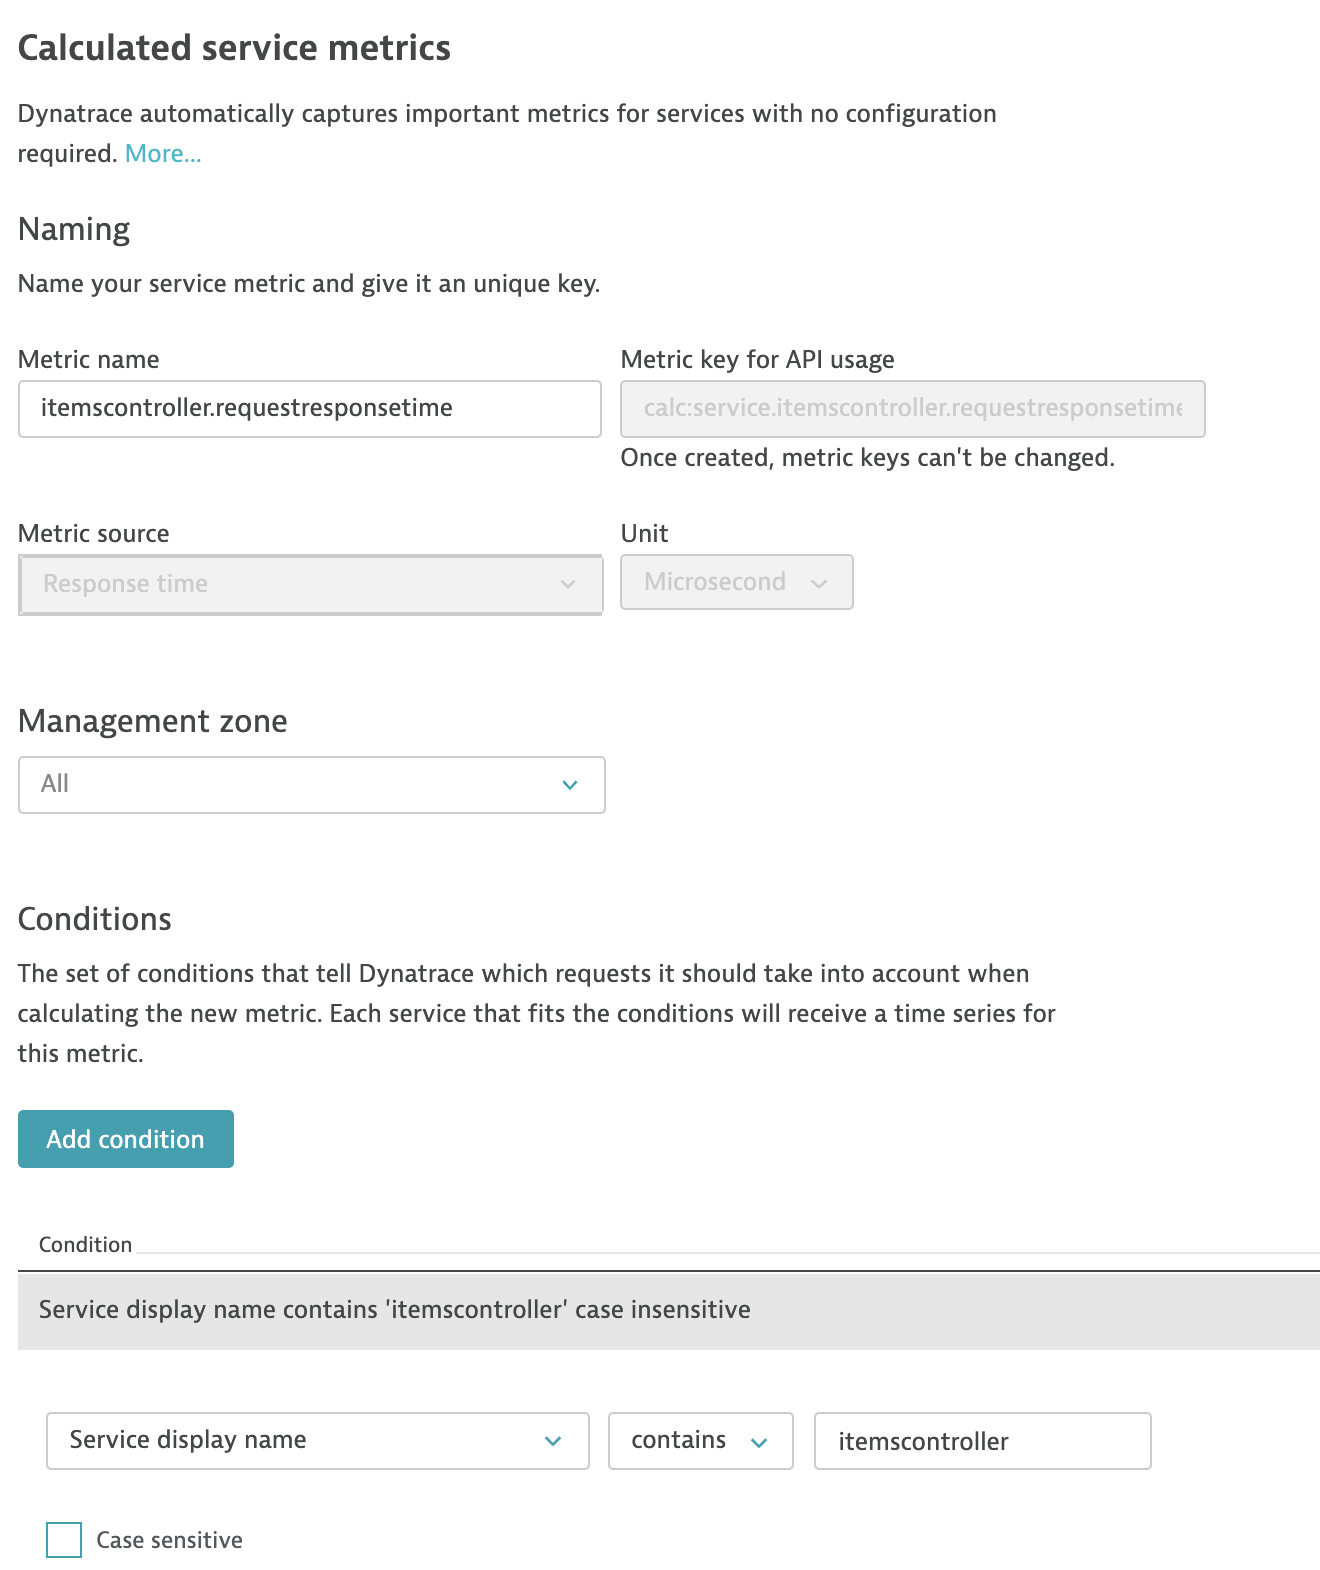 Calculated service metrics
Dynatrace automatically captures important metrics for services with no configuration
required. More...
Naming
Name your service metric and give it an unique key.
Metric name
Metric key for API usage
itemscontroller.requestresponsetime
calc:service.itemscontroller.requestresponsetime
Once created, metric keys can't be changed.
Metric source
Unit
Response time
Microsecond
Management zone
All
Conditions
The set of conditions that tell Dynatrace which requests it should take into account when
calculating the new metric. Each service that fits the conditions will receive a time series for
this metric.
Add condition
Condition
Service display name contains 'itemscontroller' case insensitive
Service display name
contains
itemscontroller
Case sensitive